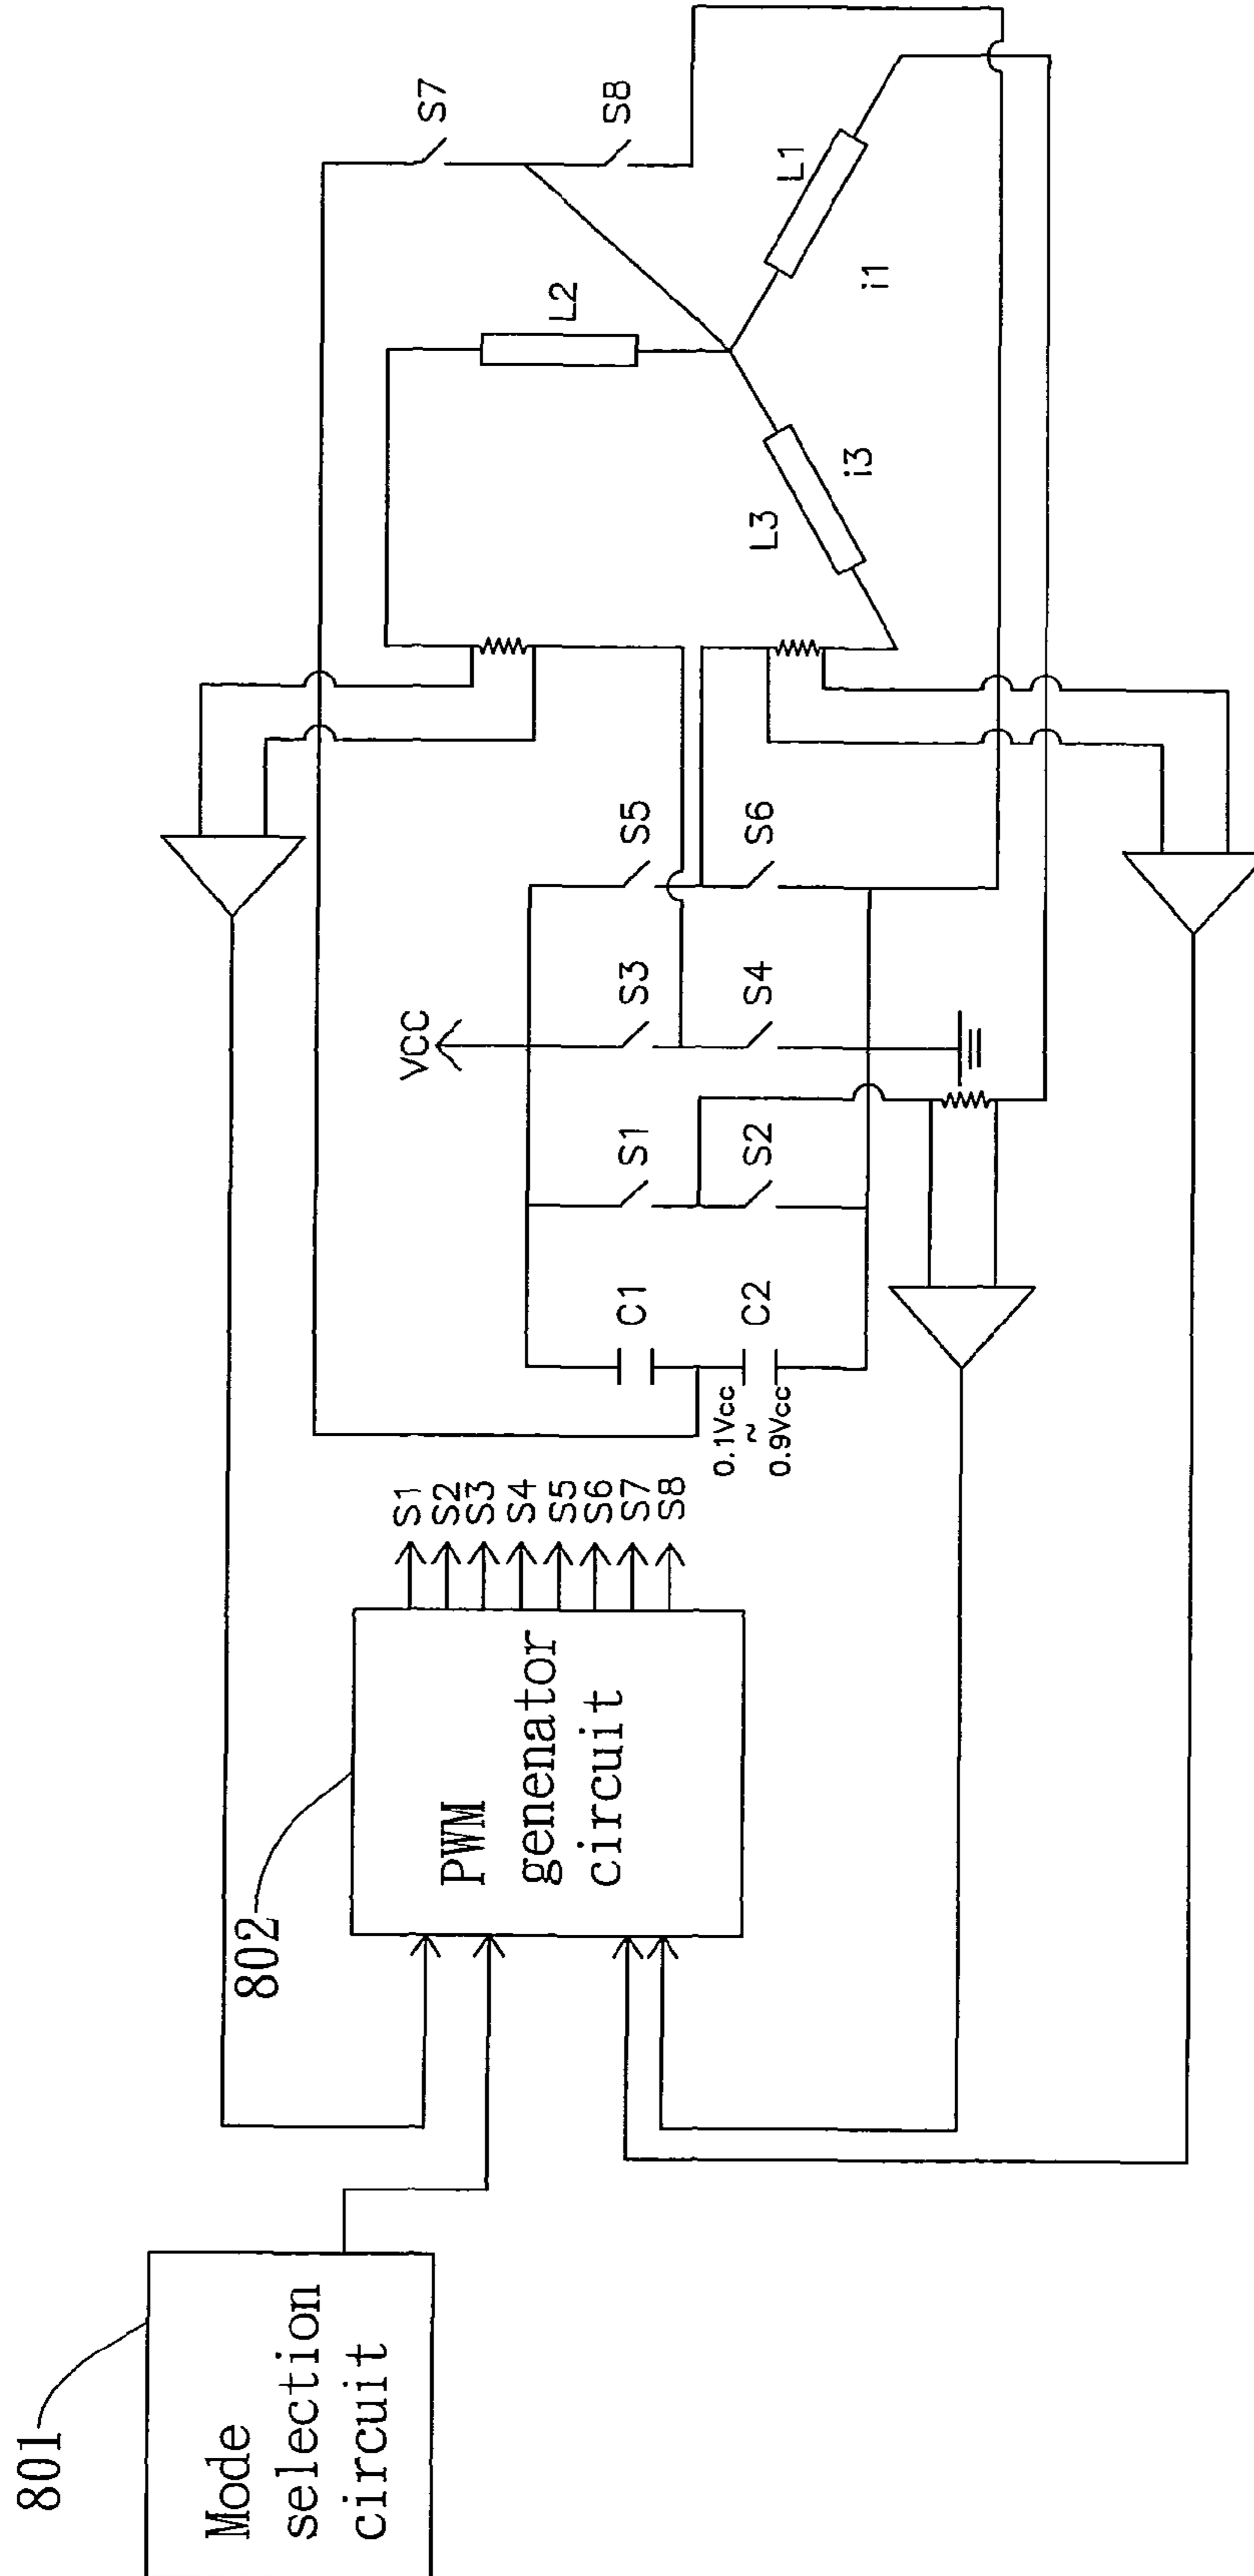 801
Mode
selection
circuit
802
PWM
genenator
circuit
S1
S2
S3
S4
S5
S6
S7
S8
0.1Vcc
~
0.9Vcc
C1
C2
S1
S2
VCC
S3
S4
S5
S6
L3
i3
L2
L1
i1
S7
S8